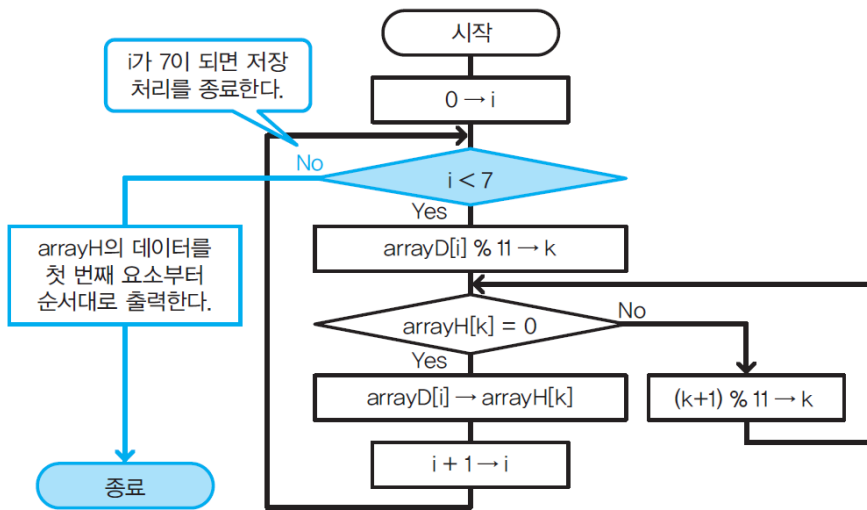 시작
i가 7이 되면 저장
처리를 종료한다.
0 → i
No
i < 7
Yes
arrayH의 데이터를
첫 번째 요소부터
순서대로 출력한다.
arrayD[i] % 11 → k
arrayH[k] = 0
No
Yes
arrayD[i] → arrayH[k]
(k+1) % 11 → k
i + 1 → i
종료